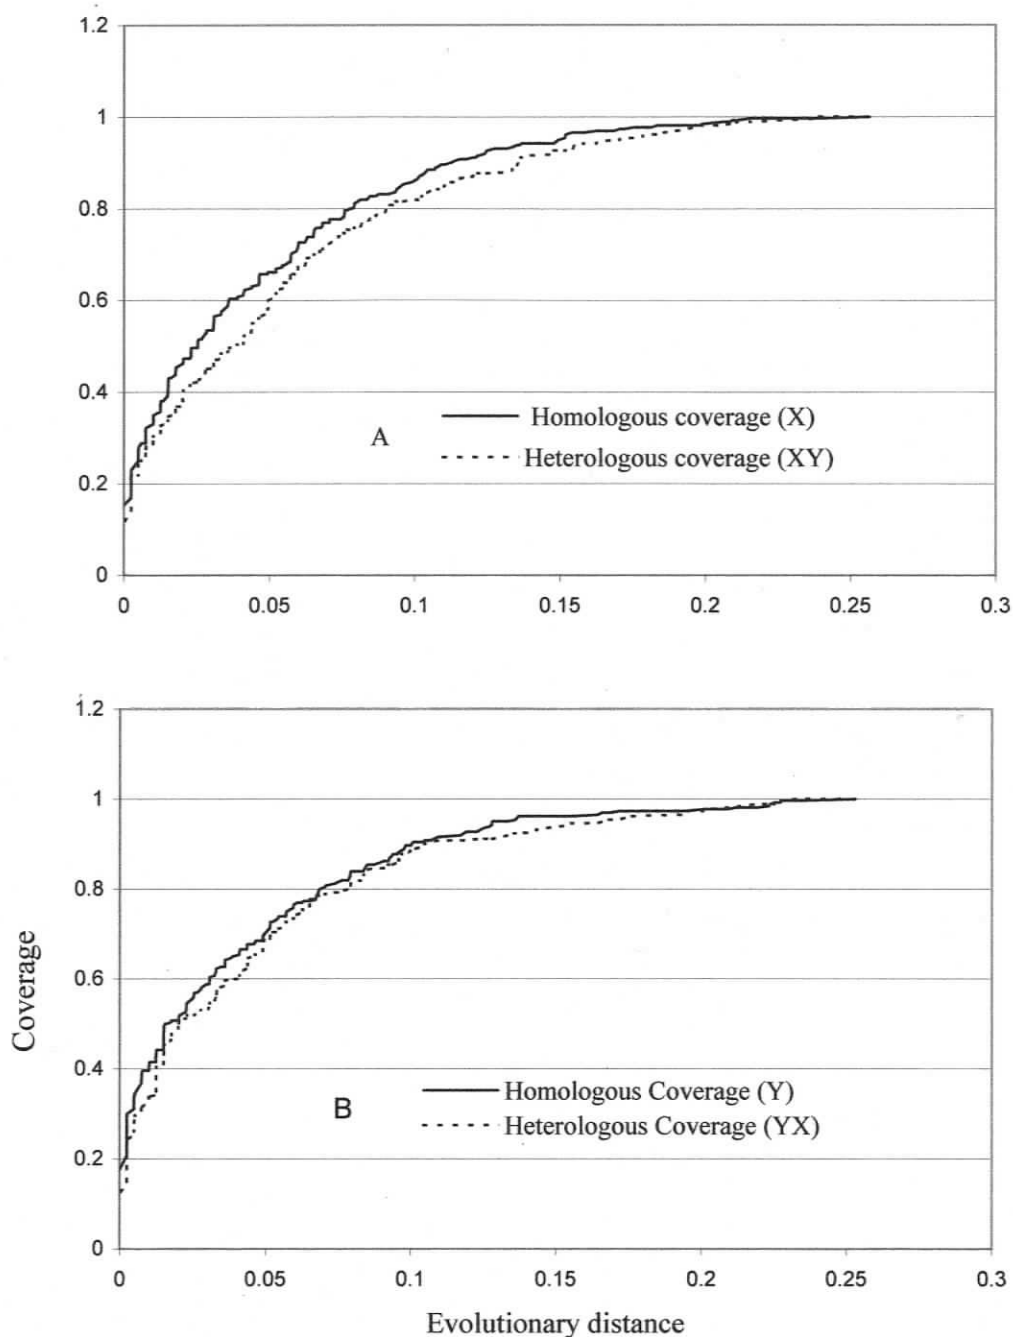 1.2
1
0.8
0.6
0.4
0.2
0
A
Homologous coverage (X)
Heterologous coverage (XY)
0 0.05 0.1 0.15 0.2 0.25 0.3
1.2
1
0.8
0.6
0.4
0.2
0
Coverage
B
Homologous Coverage (Y)
Heterologous Coverage (YX)
0 0.05 0.1 0.15 0.2 0.25 0.3
Evolutionary distance